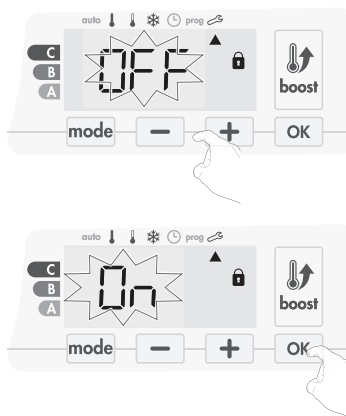 auto prog
C
B
A
OFF
boost
mode − + OK
auto prog
C
B
A
On
boost
mode − + OK